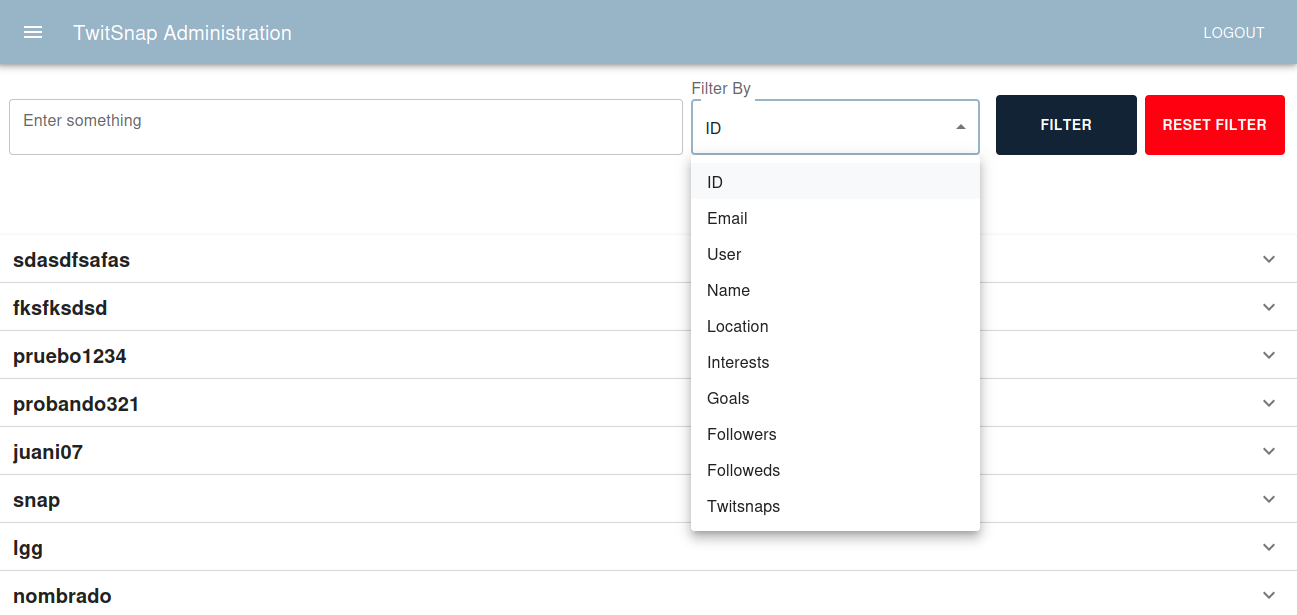 TwitSnap Administration
LOGOUT
Filter By
Enter something
ID
FILTER
RESET FILTER
ID
Email
User
Name
Location
Interests
Goals
Followers
Followeds
Twitsnaps
sdasdfsafas
fksfksdsd
pruebo1234
probando321
juani07
snap
lgg
nombrado